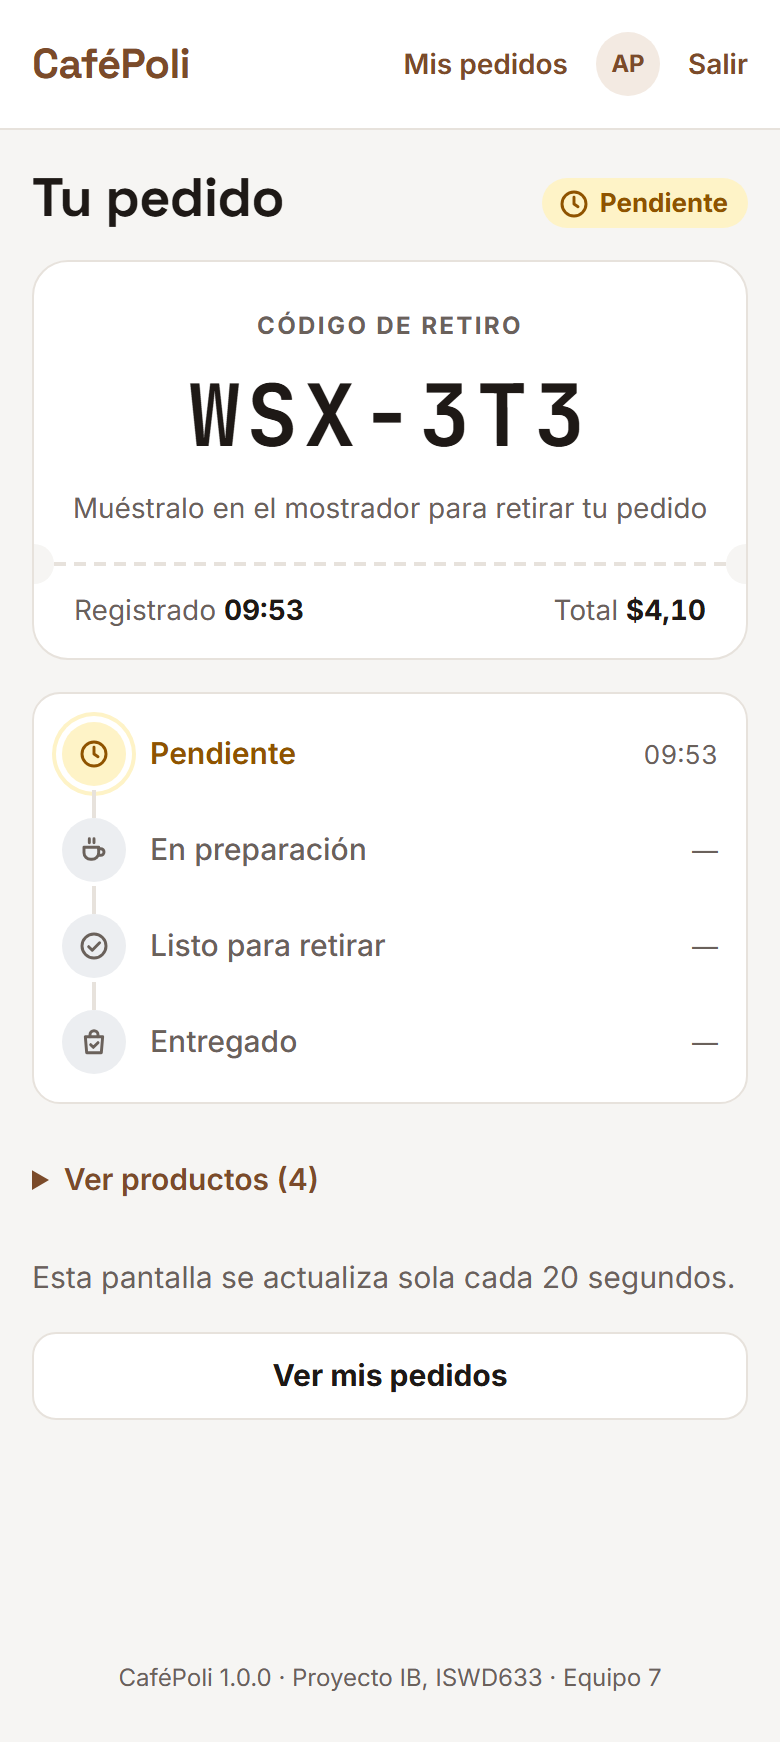 CaféPoli
Mis pedidos
AP
Salir
Tu pedido
Pendiente
CÓDIGO DE RETIRO
WSX-3T3
Muéstralo en el mostrador para retirar tu pedido
Registrado 09:53
Total $4,10
Pendiente
09:53
En preparación
—
Listo para retirar
—
Entregado
—
Ver productos (4)
Esta pantalla se actualiza sola cada 20 segundos.
Ver mis pedidos
CaféPoli 1.0.0 · Proyecto IB, ISWD633 · Equipo 7